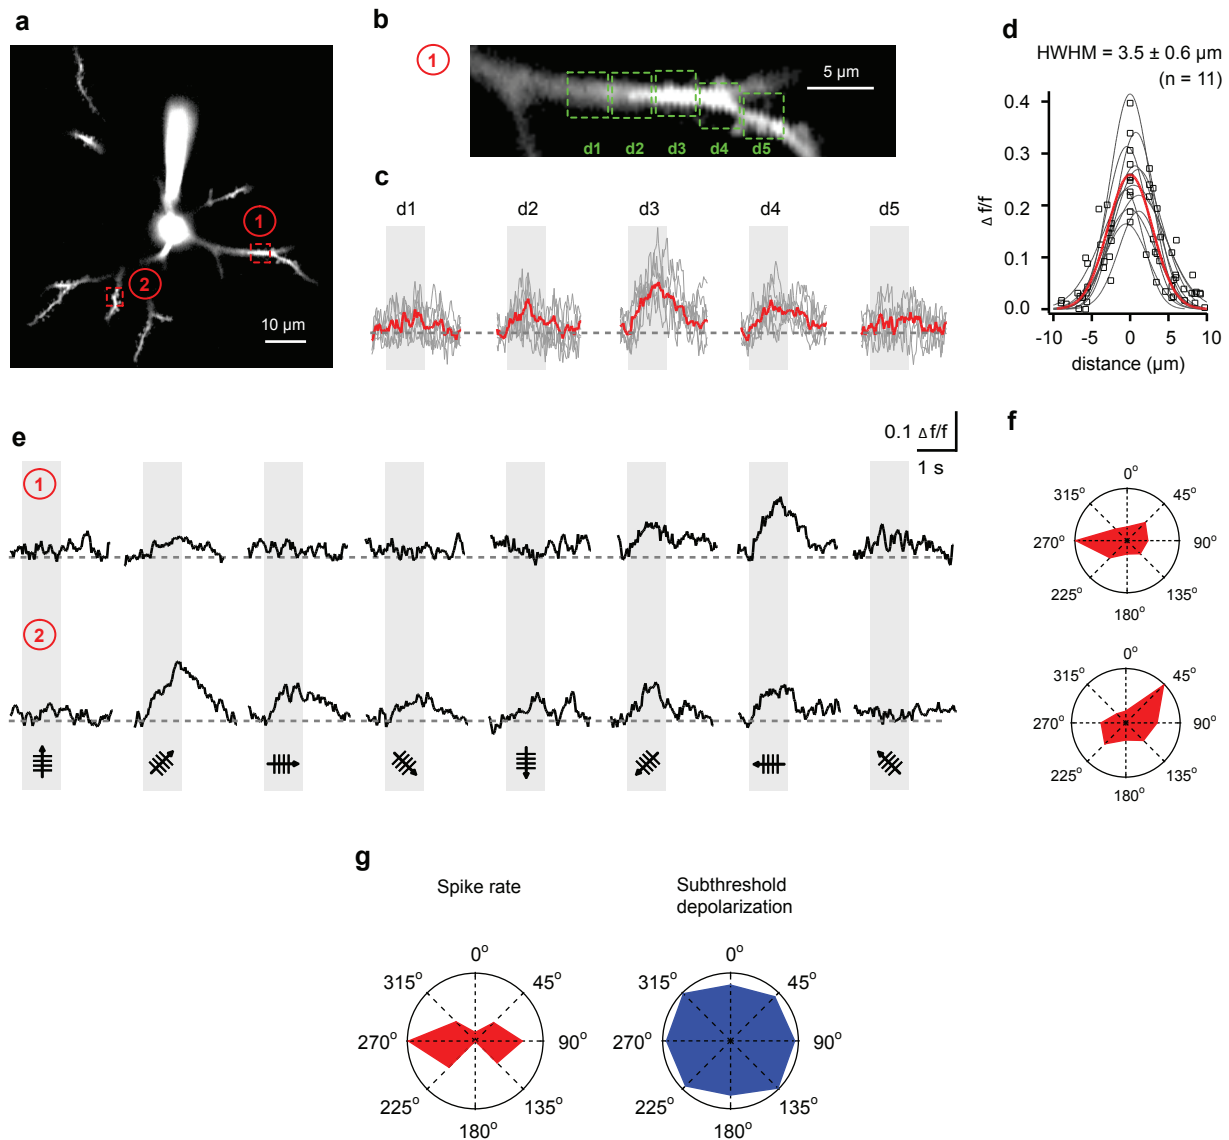 a
1
2
10 µm
b
1
5 µm
d1 d2 d3 d4 d5
c
d1 d2 d3 d4 d5
d
HWHM = 3.5 ± 0.6 µm
(n = 11)
0.4
0.3
0.2
0.1
0.0
Δ f/f
-10 -5 0 5 10
distance (µm)
e
0.1 Δ f/f
1 s
1
2
f
0°
45°
90°
135°
180°
225°
270°
315°
0°
45°
90°
135°
180°
225°
270°
315°
g
Spike rate
0°
45°
90°
135°
180°
225°
270°
315°
Subthreshold
depolarization
0°
45°
90°
135°
180°
225°
270°
315°